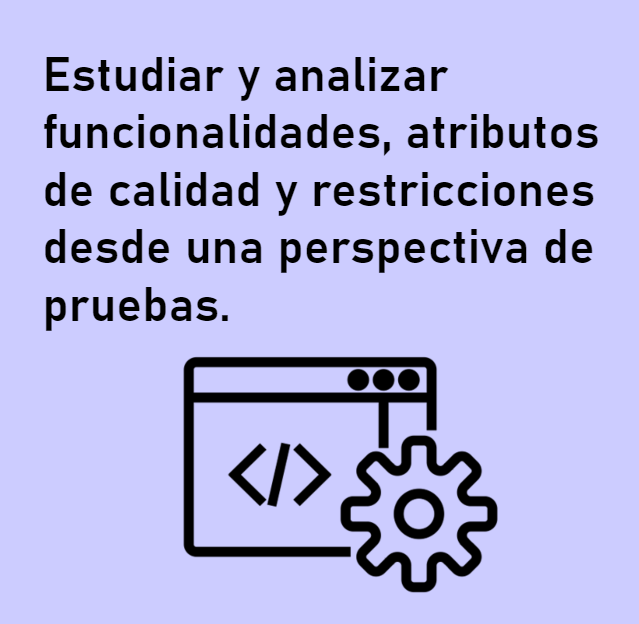 Estudiar y analizar
funcionalidades, atributos
de calidad y restricciones
desde una perspectiva de
pruebas.
</>